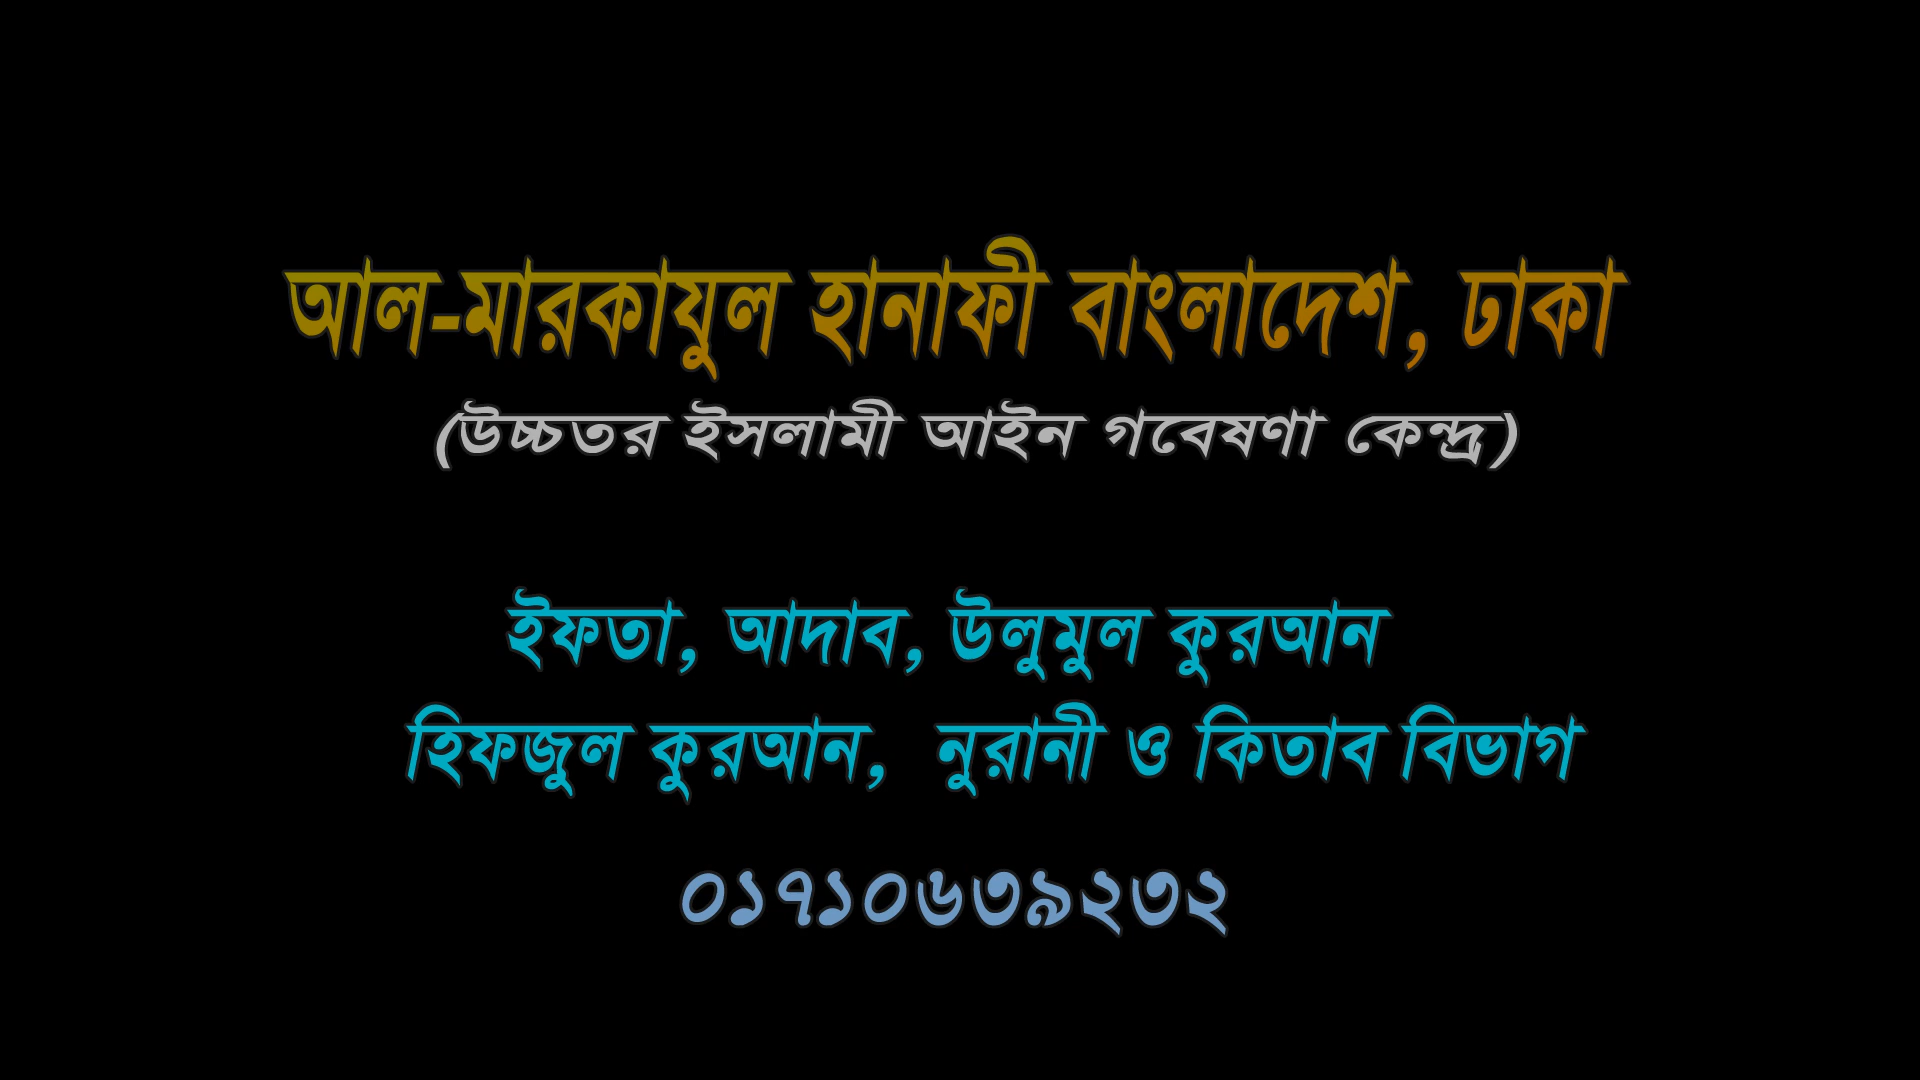 আল-মারকাযুল হানাফী বাংলাদেশ, ঢাকা
(উচ্চতর ইসলামী আইন গবেষণা কেন্দ্র)
ইফতা, আদাব, উলুমুল কুরআন
হিফজুল কুরআন, নুরানী ও কিতাব বিভাগ
০১৭১০৬৩৯২৩২